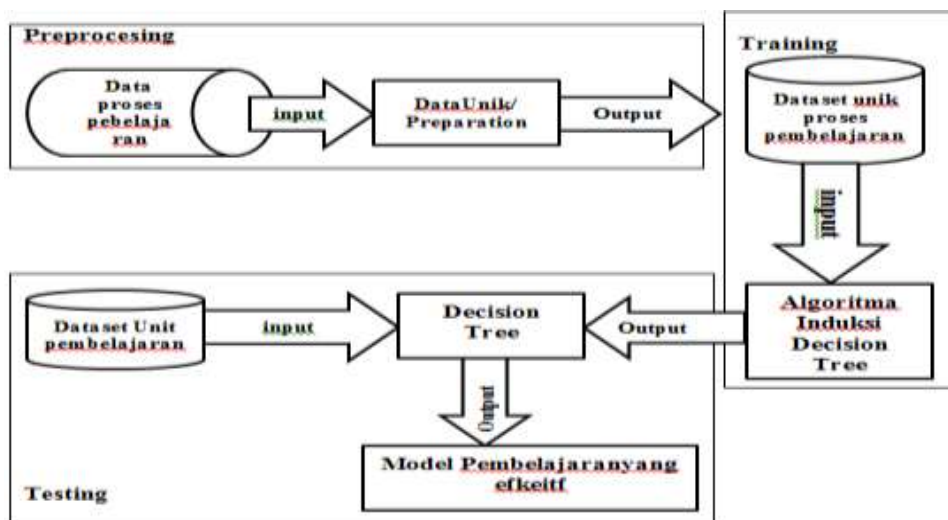 Preprocesing
Data
proses
pebelaja
ran
input
DataUnik/
Preparation
Output
Training
Dataset unik
proses
pembelajaran
input
Algoritma
Induksi
Decision
Tree
Output
Dataset Unit
pembelajaran
input
Decision
Tree
Output
Model Pembelajaranyang
efkeitf
Testing